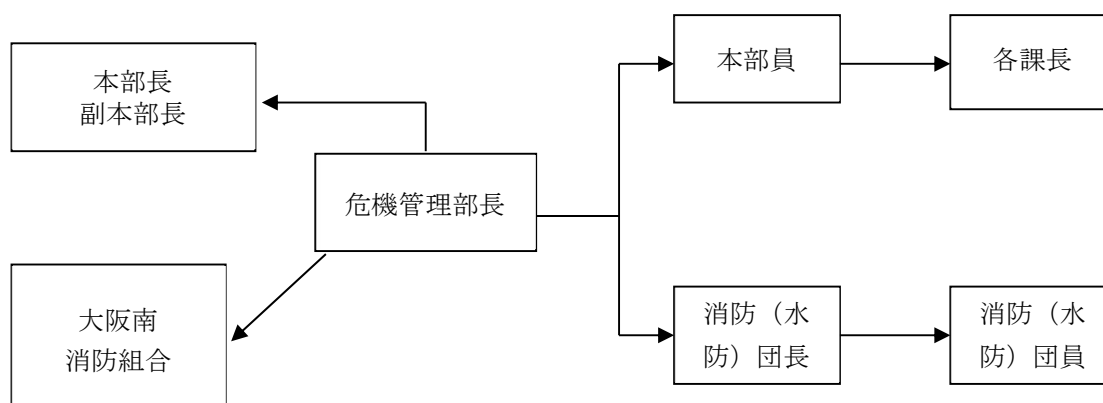 本部長
副本部長
危機管理部長
大阪南
消防組合
本部員
各課長
消防（水
防）団長
消防（水
防）団員